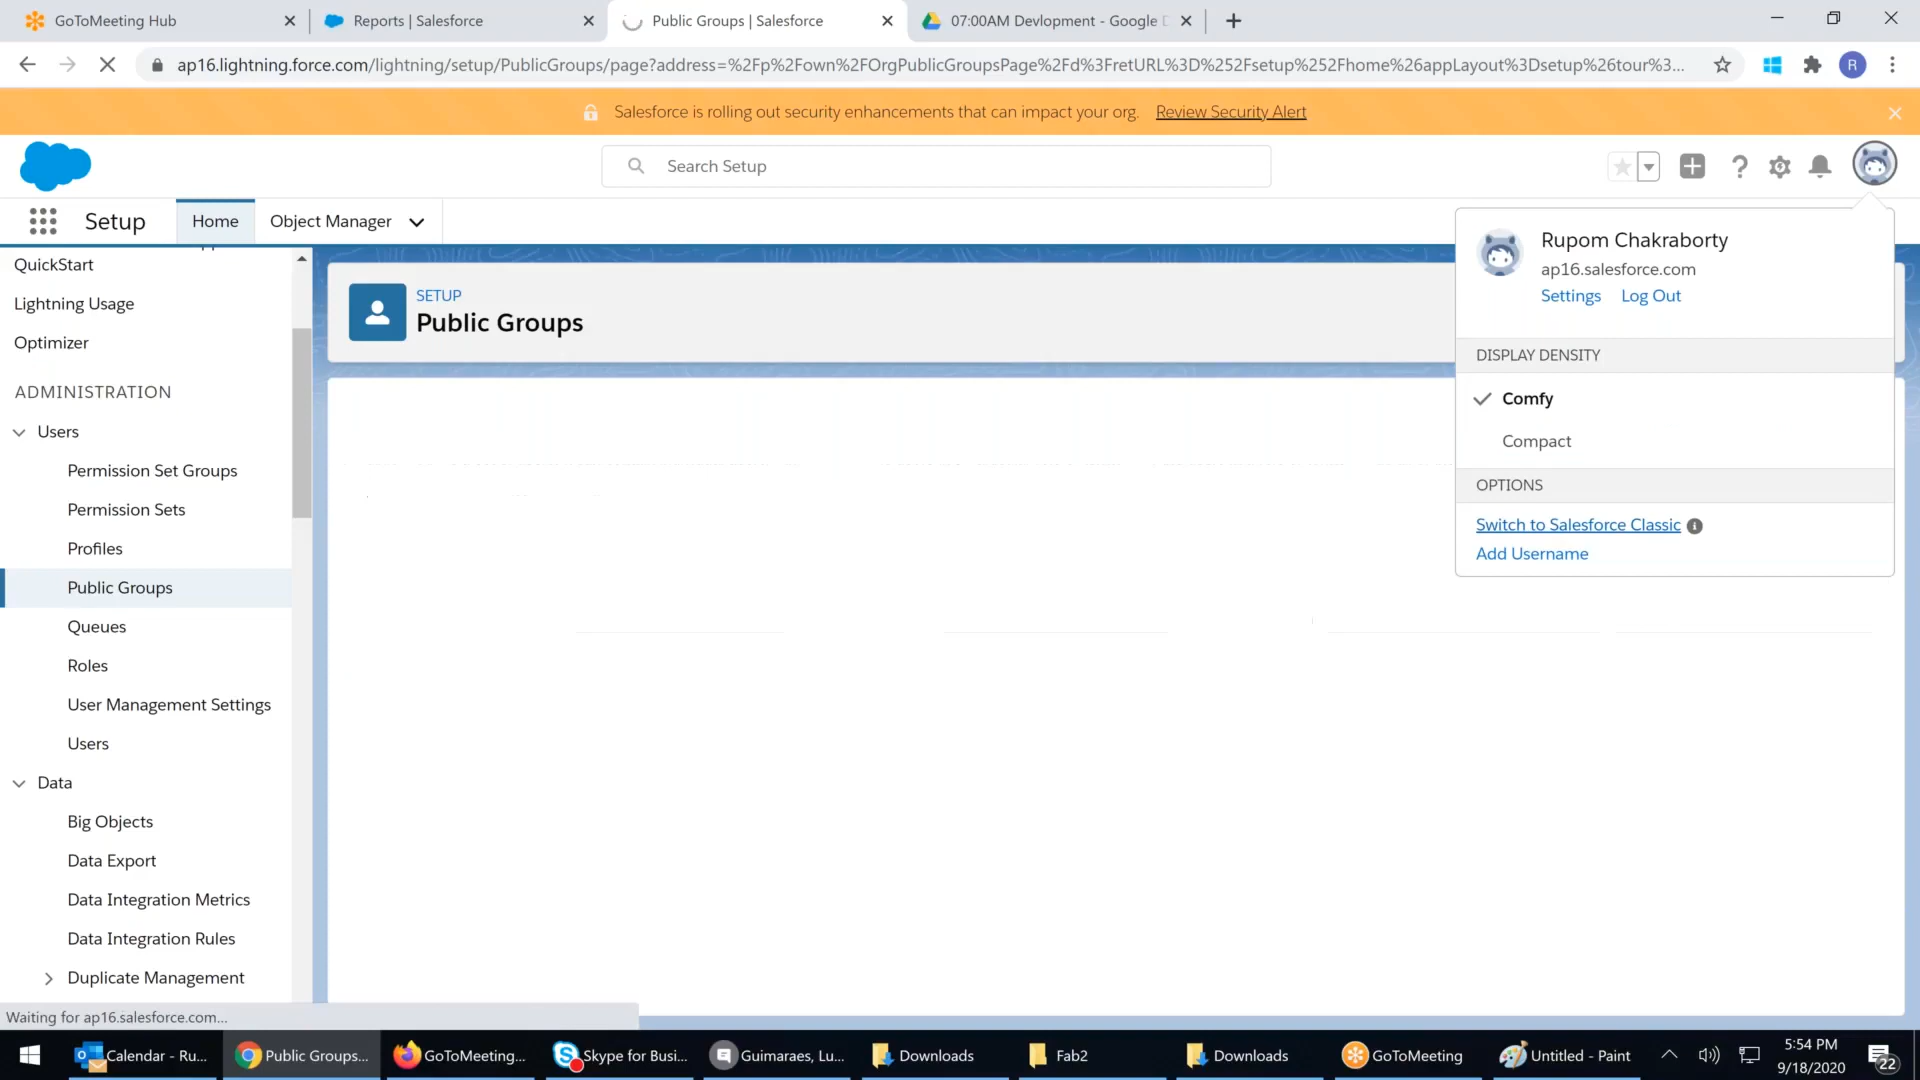 GoToMeeting Hub
Reports | Salesforce
Public Groups | Salesforce
07:00AM Devlopment - Google D
ap16.lightning.force.com/lightning/setup/PublicGroups/page?address=%2Fp%2Fown%2FOrgPublicGroupsPage%2Fd%3FretURL%3D%252Fsetup%252Fhome%26appLayout%3Dsetup%26tour%3...
R
Salesforce is rolling out security enhancements that can impact your org. Review Security Alert
Search Setup
Setup
Home
Object Manager
Rupom Chakraborty
ap16.salesforce.com
Settings Log Out
DISPLAY DENSITY
Comfy
Compact
OPTIONS
Switch to Salesforce Classic
Add Username
QuickStart
Lightning Usage
Optimizer
ADMINISTRATION
Users
Permission Set Groups
Permission Sets
Profiles
Public Groups
Queues
Roles
User Management Settings
Users
Data
Big Objects
Data Export
Data Integration Metrics
Data Integration Rules
Duplicate Management
SETUP
Public Groups
Waiting for ap16.salesforce.com...
Calendar - Ru...
Public Groups...
GoToMeeting...
Skype for Busi...
Guimaraes, Lu...
Downloads
Fab2
Downloads
GoToMeeting
Untitled - Paint
5:54 PM
9/18/2020
22